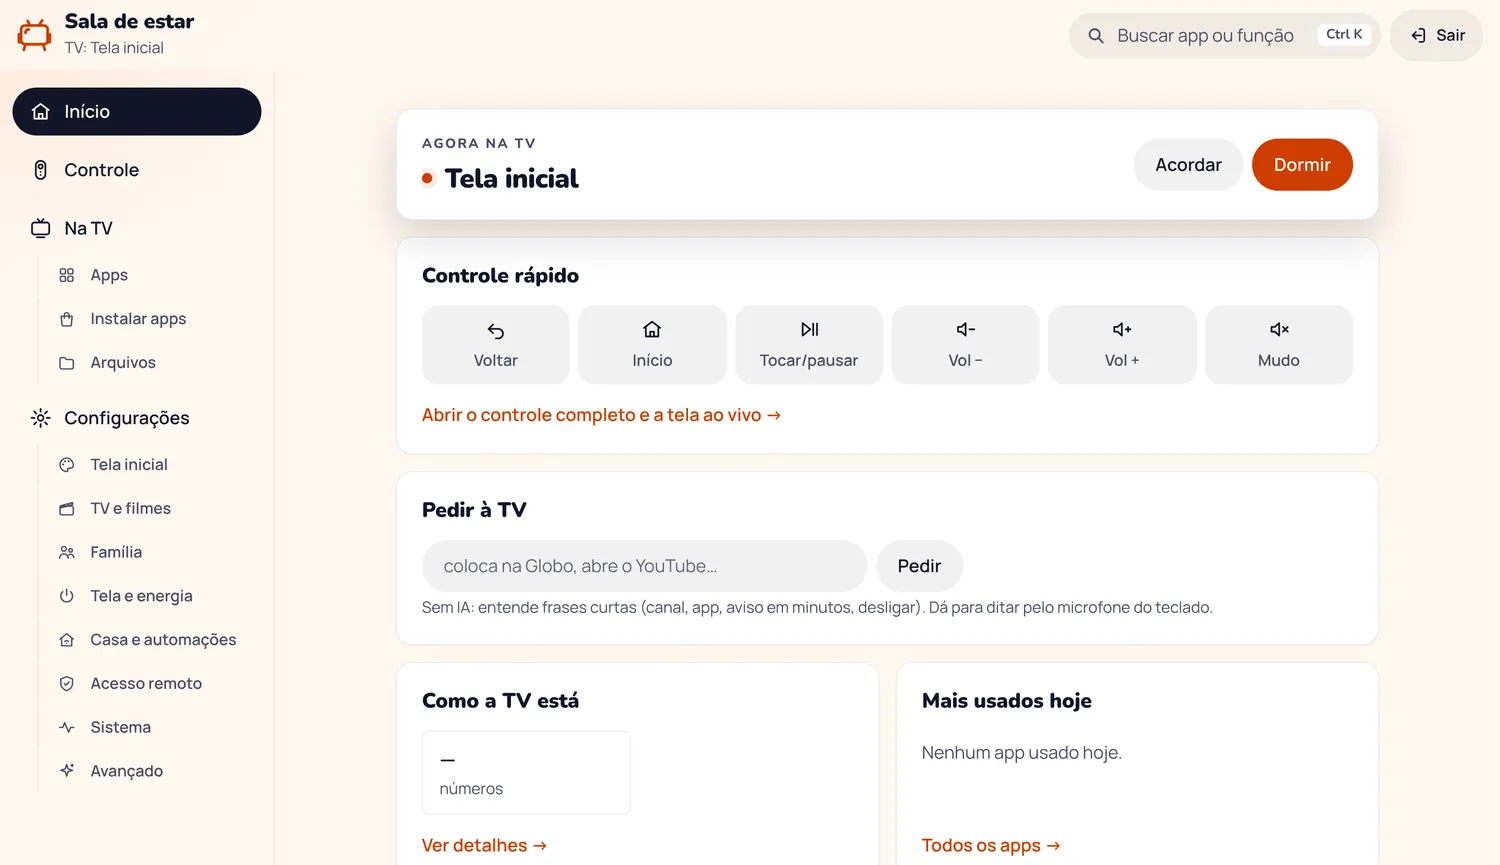 Sala de estar
TV: Tela inicial
Buscar app ou função
Ctrl K
Sair
Início
Controle
Na TV
Apps
Instalar apps
Arquivos
Configurações
Tela inicial
TV e filmes
Família
Tela e energia
Casa e automações
Acesso remoto
Sistema
Avançado
AGORA NA TV
Tela inicial
Acordar
Dormir
Controle rápido
Voltar
Início
Tocar/pausar
Vol −
Vol +
Mudo
Abrir o controle completo e a tela ao vivo →
Pedir à TV
coloca na Globo, abre o YouTube…
Pedir
Sem IA: entende frases curtas (canal, app, aviso em minutos, desligar). Dá para ditar pelo microfone do teclado.
Como a TV está
—
números
Ver detalhes →
Mais usados hoje
Nenhum app usado hoje.
Todos os apps →